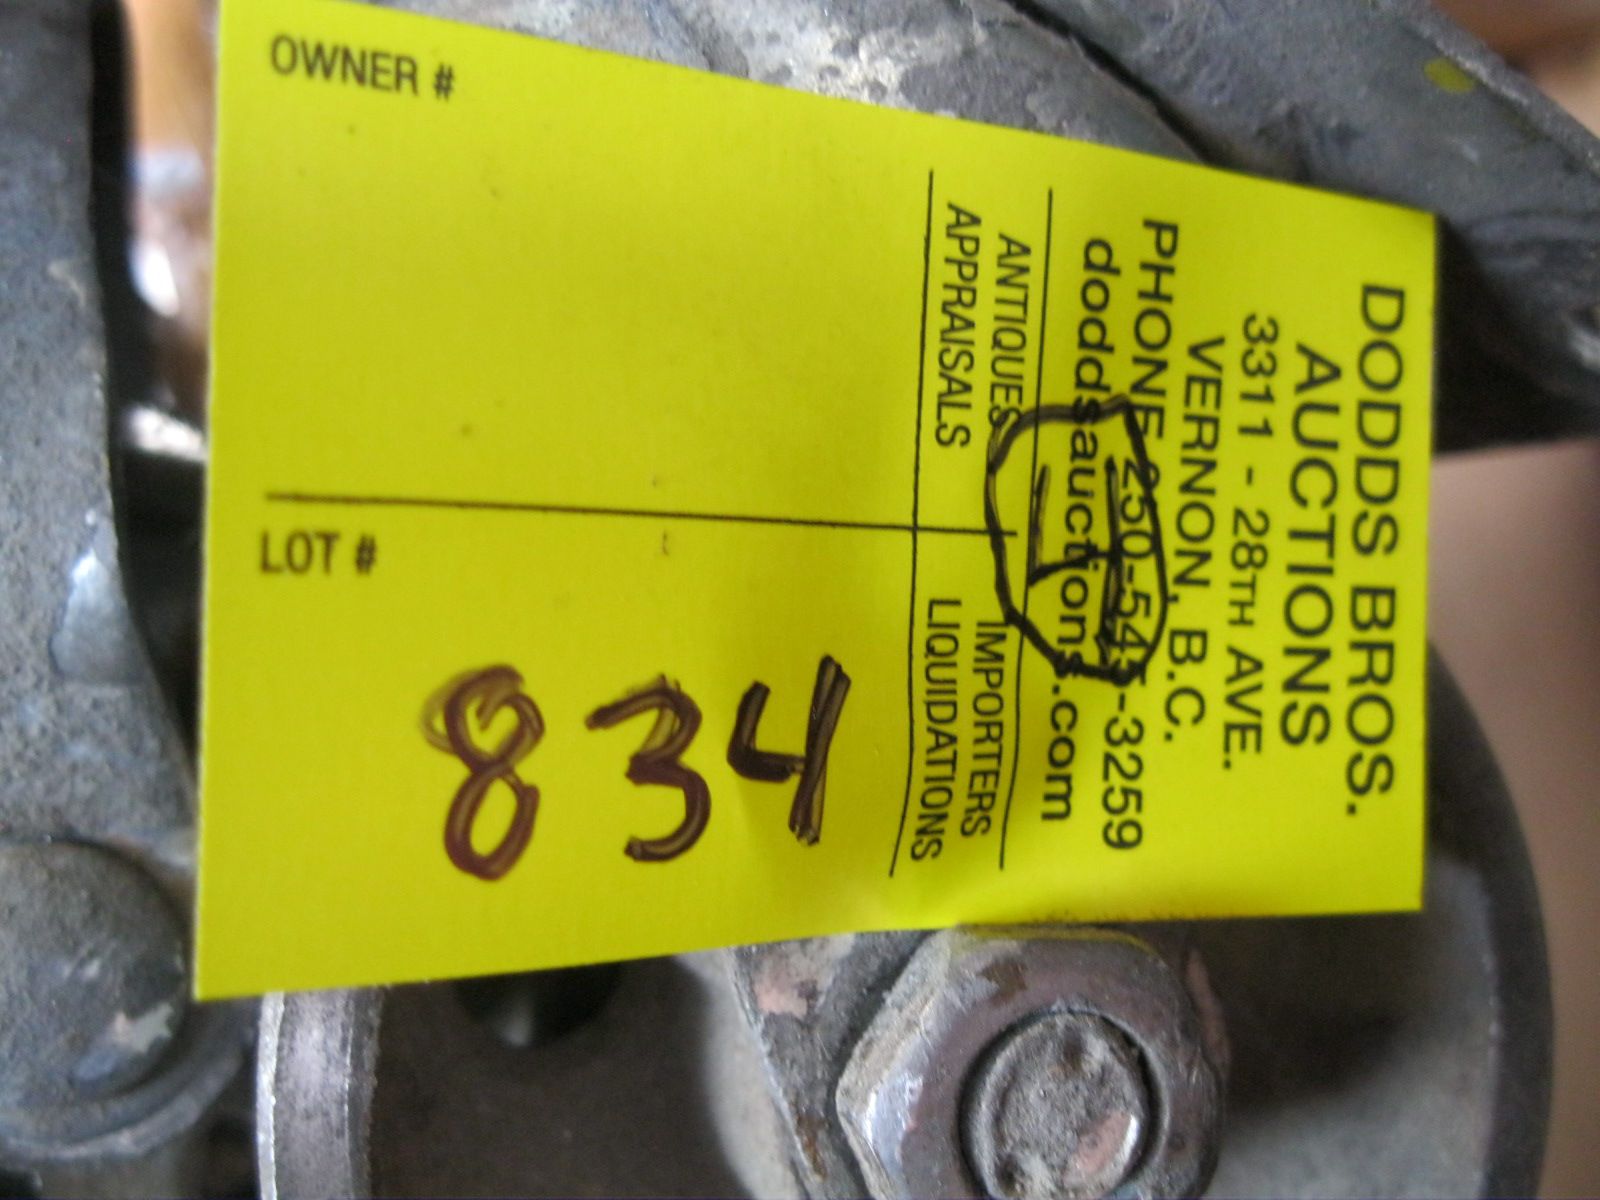 DODDS BROS.
AUCTIONS
3311 - 28TH AVE.
VERNON, B.C.
PHONE 250-545-3259
doddsauctions.com
ANTIQUES IMPORTERS
APPRAISALS LIQUIDATIONS
OWNER #
LOT #
834